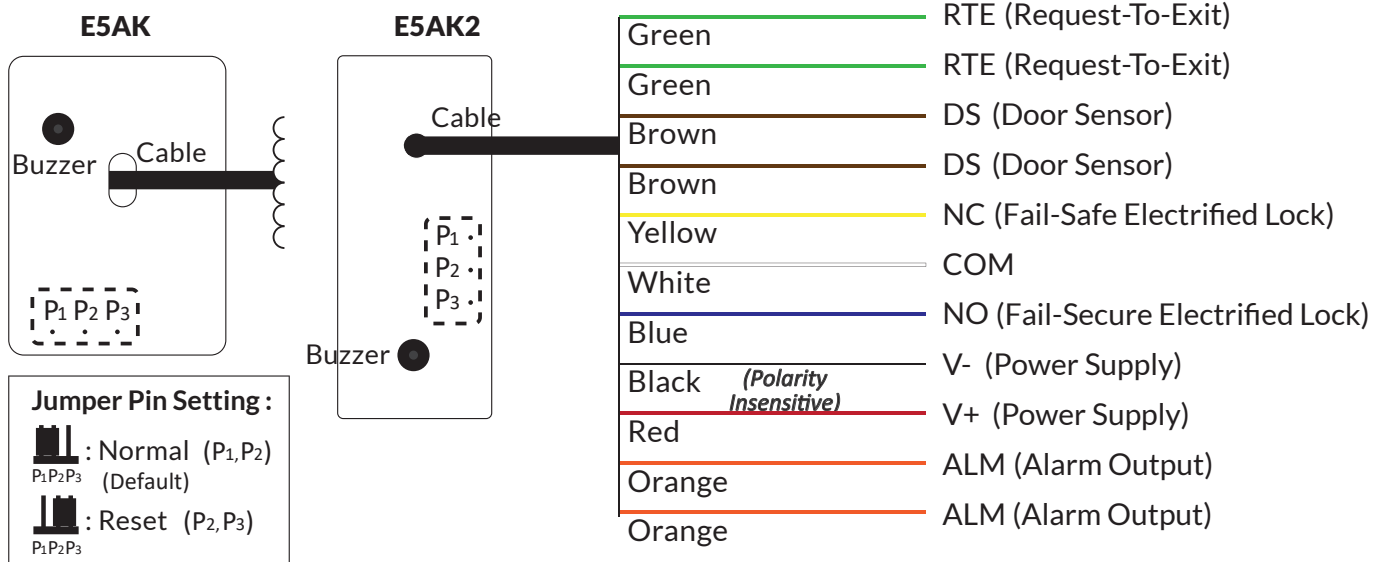 E5AK
Buzzer
Cable
P1 P2 P3
Jumper Pin Setting :
: Normal (P1,P2)
P1P2P3
(Default)
: Reset (P2,P3)
P1P2P3
E5AK2
Cable
P1
P2
P3
Buzzer
Green RTE (Request-To-Exit)
Green RTE (Request-To-Exit)
Brown DS (Door Sensor)
Brown DS (Door Sensor)
Yellow NC (Fail-Safe Electrified Lock)
White COM
Blue NO (Fail-Secure Electrified Lock)
Black V- (Power Supply)
(Polarity
Insensitive)
Red V+ (Power Supply)
Orange ALM (Alarm Output)
Orange ALM (Alarm Output)